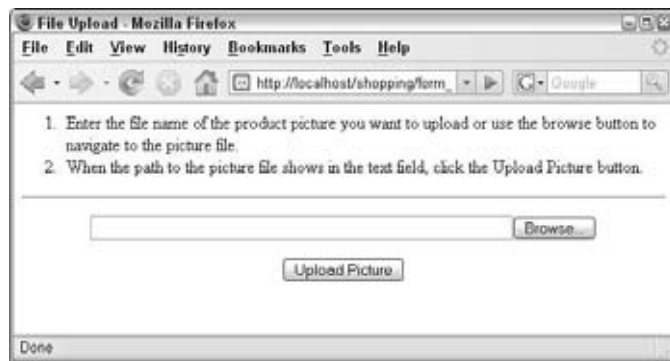 File Upload - Mozilla Firefox
File Edit View History Bookmarks Tools Help
http://localhost/shopping/form_
Google
1. Enter the file name of the product picture you want to upload or use the browse button to
navigate to the picture file.
2. When the path to the picture file shows in the text field, click the Upload Picture button.
Browse...
Upload Picture
Done